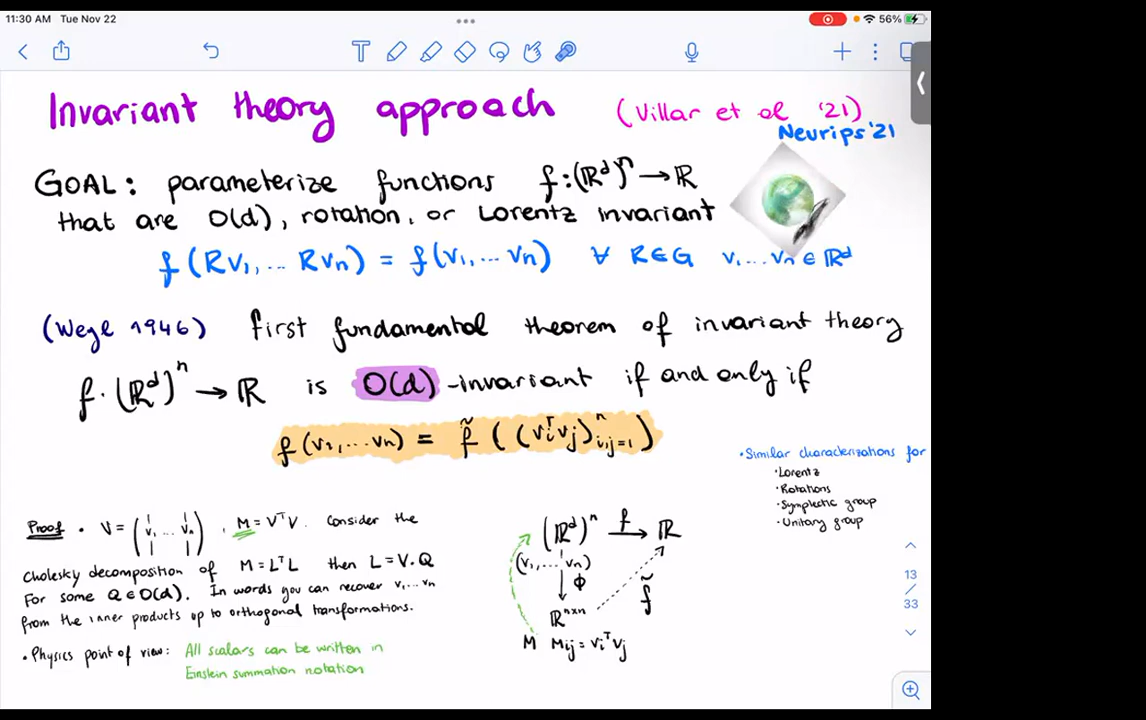 11:30 AM Tue Nov 22
56%
Invariant theory approach (Villar et al '21)
Neurips '21
GOAL: parameterize functions f:(ℝᵈ)ⁿ → ℝ
that are O(d), rotation, or Lorentz invariant
f(Rv₁,... Rvₙ) = f(v₁,... vₙ) ∀ R∈G v₁...vₙ ∈ ℝᵈ
(Weyl 1946) First fundamental theorem of invariant theory
f: (ℝᵈ)ⁿ → ℝ is O(d)-invariant if and only if
f(v₁,...vₙ) = f̃((vᵢᵀvⱼ)ⁿᵢ,ⱼ₌₁)
• Similar characterizations for
• Lorentz
• Rotations
• Symplectic group
• Unitary group
Proof • V = (v₁ ... vₙ), M = VᵀV. Consider the
Cholesky decomposition of M = LᵀL then L = V.Q
For some Q∈O(d). In words you can recover v₁...vₙ
from the inner products up to orthogonal transformations.
• Physics point of view: All scalars can be written in
Einstein summation notation
(ℝᵈ)ⁿ f → ℝ
(v₁,... vₙ)
Φ
f̃
ℝⁿˣⁿ
M Mᵢⱼ = vᵢᵀvⱼ
13
/
33